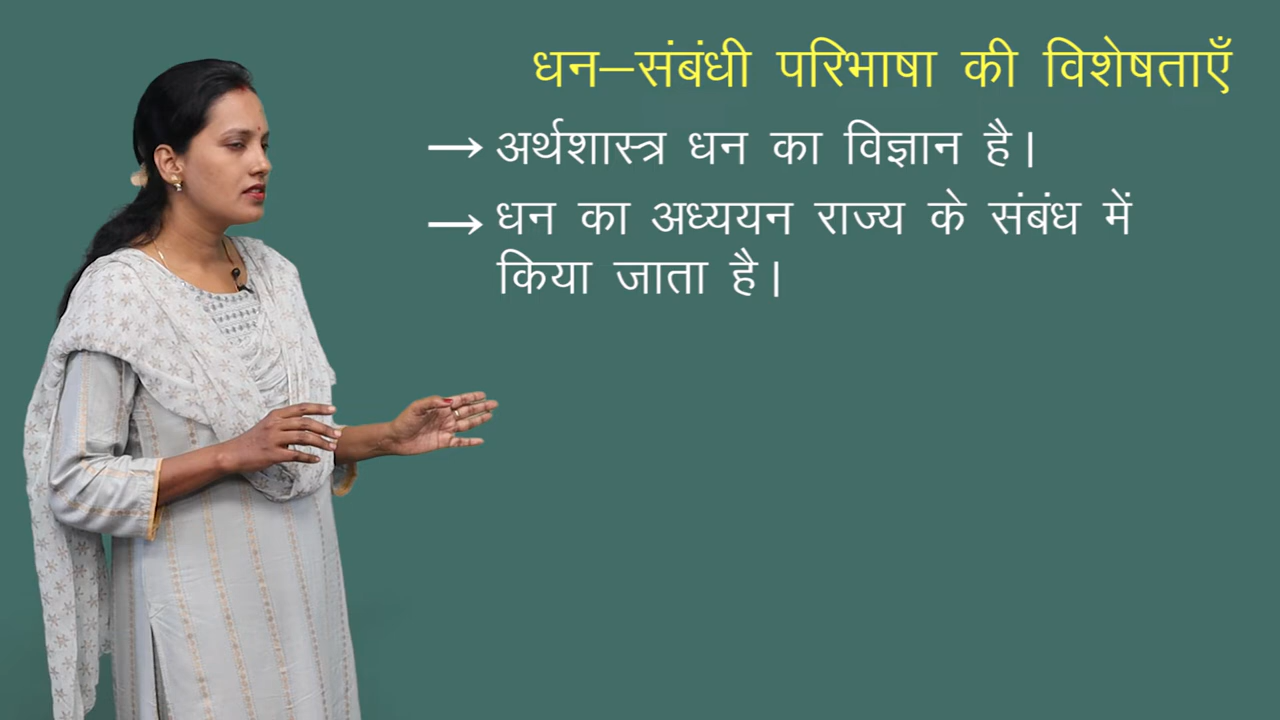 धन–संबंधी परिभाषा की विशेषताएँ
→ अर्थशास्त्र धन का विज्ञान है।
→ धन का अध्ययन राज्य के संबंध में
किया जाता है।